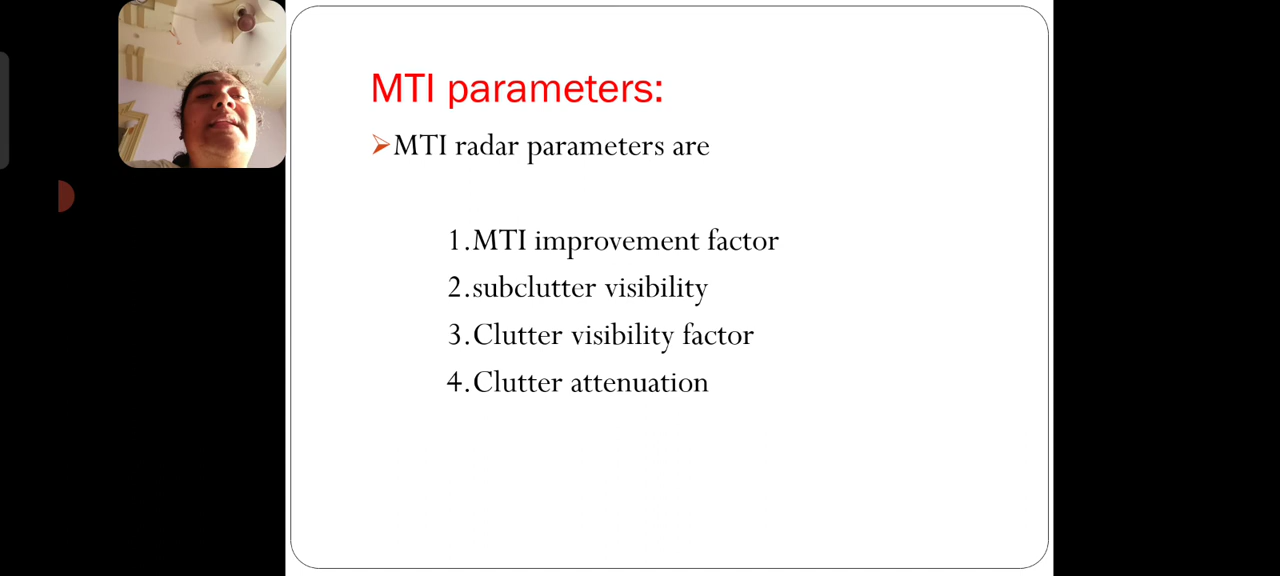 MTI parameters:
MTI radar parameters are
1.MTI improvement factor
2.subclutter visibility
3.Clutter visibility factor
4.Clutter attenuation